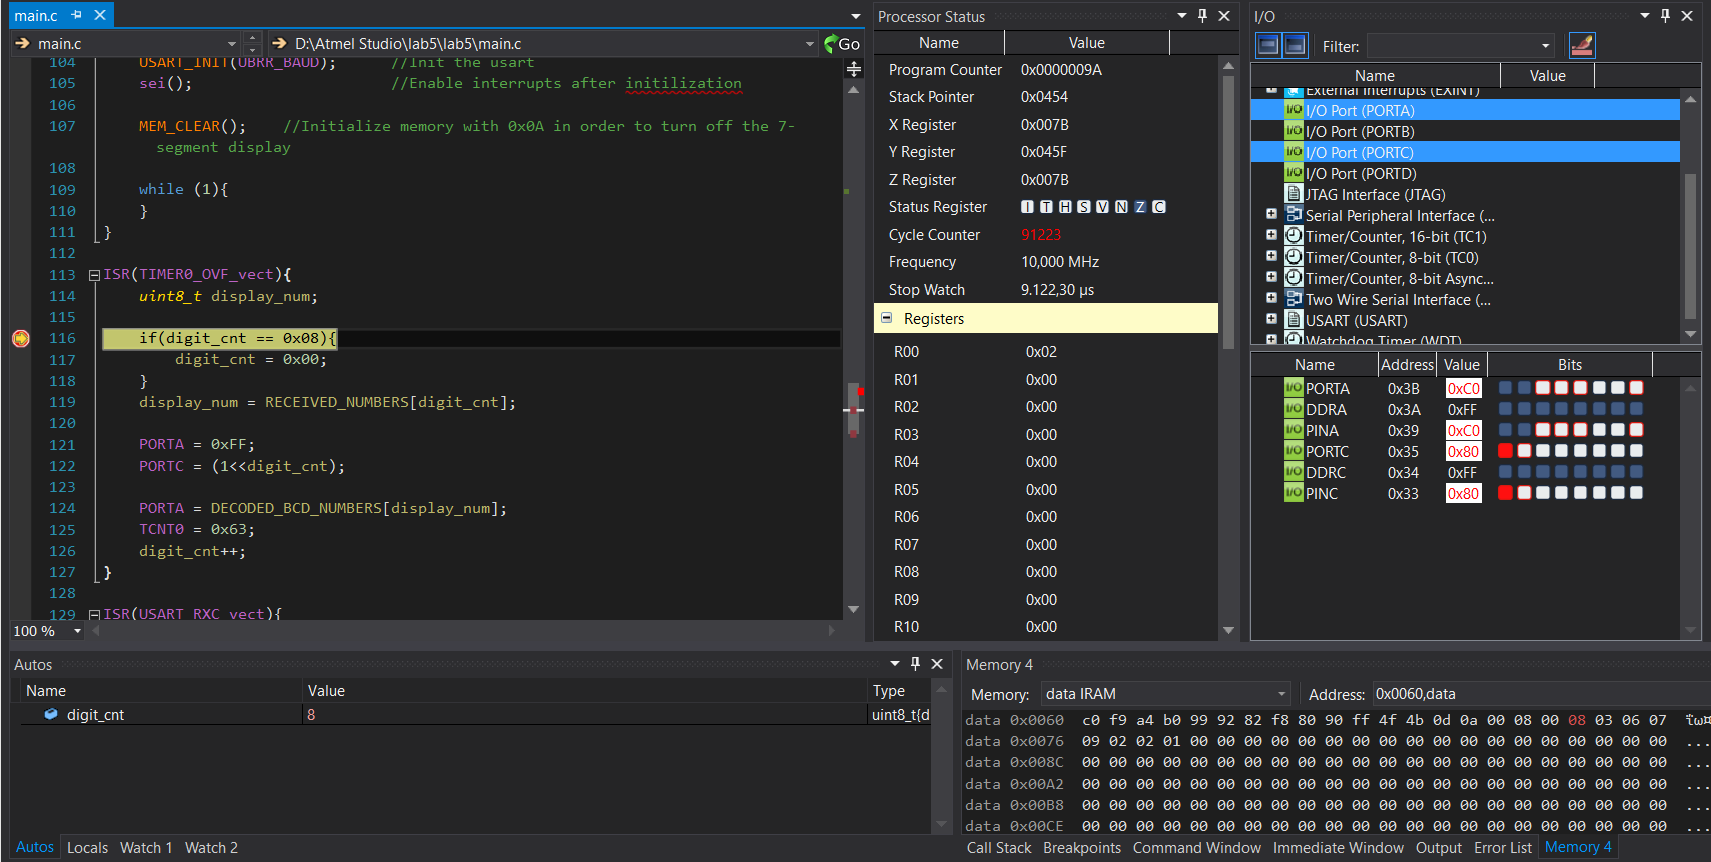 main.c
main.c
D:\Atmel Studio\lab5\lab5\main.c
Go
104 USART_INIT(UBRR_BAUD); //Init the usart
105 sei(); //Enable interrupts after initilization
106
107 MEM_CLEAR(); //Initialize memory with 0x0A in order to turn off the 7-
segment display
108
109 while (1){
110 }
111 }
112
113 ISR(TIMER0_OVF_vect){
114 uint8_t display_num;
115
116 if(digit_cnt == 0x08){
117 digit_cnt = 0x00;
118 }
119 display_num = RECEIVED_NUMBERS[digit_cnt];
120
121 PORTA = 0xFF;
122 PORTC = (1<<digit_cnt);
123
124 PORTA = DECODED_BCD_NUMBERS[display_num];
125 TCNT0 = 0x63;
126 digit_cnt++;
127 }
128
129 ISR(USART_RXC_vect){
100 %
Processor Status
Name Value
Program Counter 0x0000009A
Stack Pointer 0x0454
X Register 0x007B
Y Register 0x045F
Z Register 0x007B
Status Register I T H S V N Z C
Cycle Counter 91223
Frequency 10,000 MHz
Stop Watch 9.122,30 µs
Registers
R00 0x02
R01 0x00
R02 0x00
R03 0x00
R04 0x00
R05 0x00
R06 0x00
R07 0x00
R08 0x00
R09 0x00
R10 0x00
I/O
Filter:
Name Value
External Interrupts (EXINT)
I/O Port (PORTA)
I/O Port (PORTB)
I/O Port (PORTC)
I/O Port (PORTD)
JTAG Interface (JTAG)
Serial Peripheral Interface (...
Timer/Counter, 16-bit (TC1)
Timer/Counter, 8-bit (TC0)
Timer/Counter, 8-bit Async...
Two Wire Serial Interface (...
USART (USART)
Watchdog Timer (WDT)
Name Address Value Bits
I/O PORTA 0x3B 0xC0
I/O DDRA 0x3A 0xFF
I/O PINA 0x39 0xC0
I/O PORTC 0x35 0x80
I/O DDRC 0x34 0xFF
I/O PINC 0x33 0x80
Autos
Name Value Type
digit_cnt 8 uint8_t{d
Autos Locals Watch 1 Watch 2
Memory 4
Memory: data IRAM Address: 0x0060,data
data 0x0060 c0 f9 a4 b0 99 92 82 f8 80 90 ff 4f 4b 0d 0a 00 08 00 08 03 06 07
data 0x0076 09 02 02 01 00 00 00 00 00 00 00 00 00 00 00 00 00 00 00 00 00 00 ...
data 0x008C 00 00 00 00 00 00 00 00 00 00 00 00 00 00 00 00 00 00 00 00 00 00 ...
data 0x00A2 00 00 00 00 00 00 00 00 00 00 00 00 00 00 00 00 00 00 00 00 00 00 ...
data 0x00B8 00 00 00 00 00 00 00 00 00 00 00 00 00 00 00 00 00 00 00 00 00 00 ...
data 0x00CE 00 00 00 00 00 00 00 00 00 00 00 00 00 00 00 00 00 00 00 00 00 00 ...
Call Stack Breakpoints Command Window Immediate Window Output Error List Memory 4